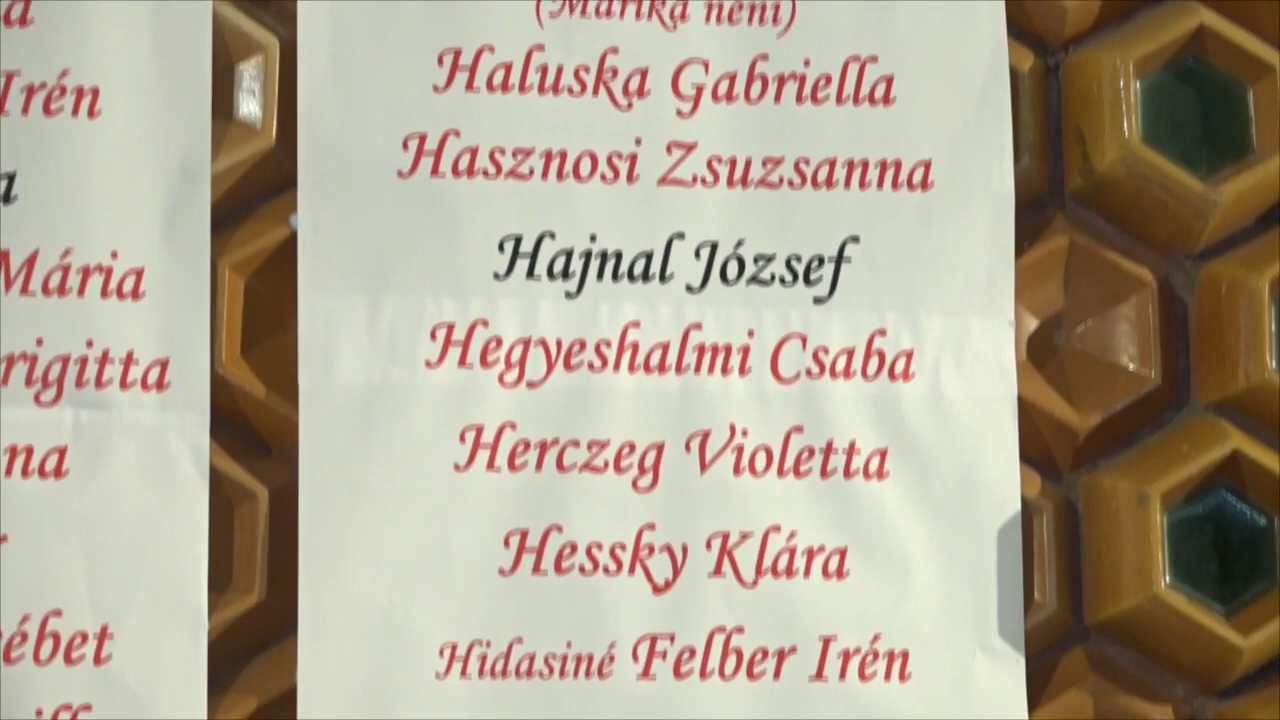 a
Irén
a
Mária
rigitta
na
ébet
(Marika néni)
Haluska Gabriella
Hasznosi Zsuzsanna
Hajnal József
Hegyeshalmi Csaba
Herczeg Violetta
Hessky Klára
Hidasiné Felber Irén